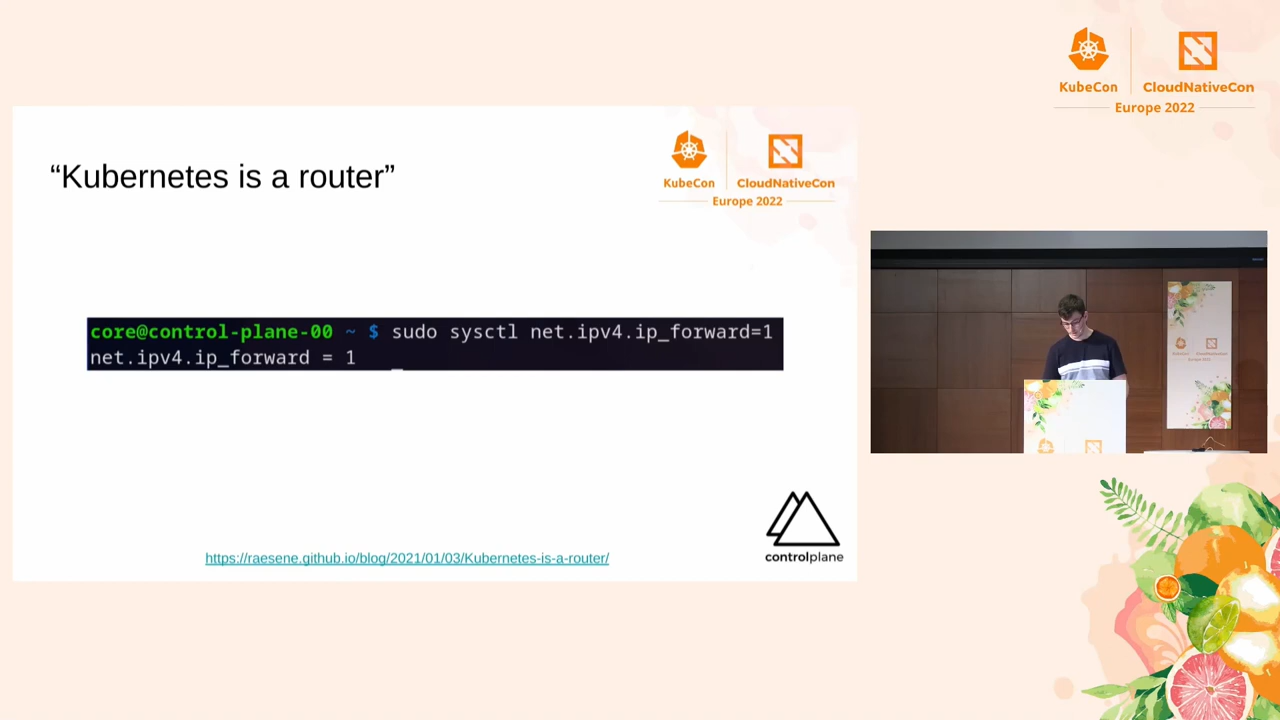 KubeCon
CloudNativeCon
Europe 2022
“Kubernetes is a router”
KubeCon
CloudNativeCon
Europe 2022
core@control-plane-00 ~ $ sudo sysctl net.ipv4.ip_forward=1
net.ipv4.ip_forward = 1
controlplane
https://raesene.github.io/blog/2021/01/03/Kubernetes-is-a-router/